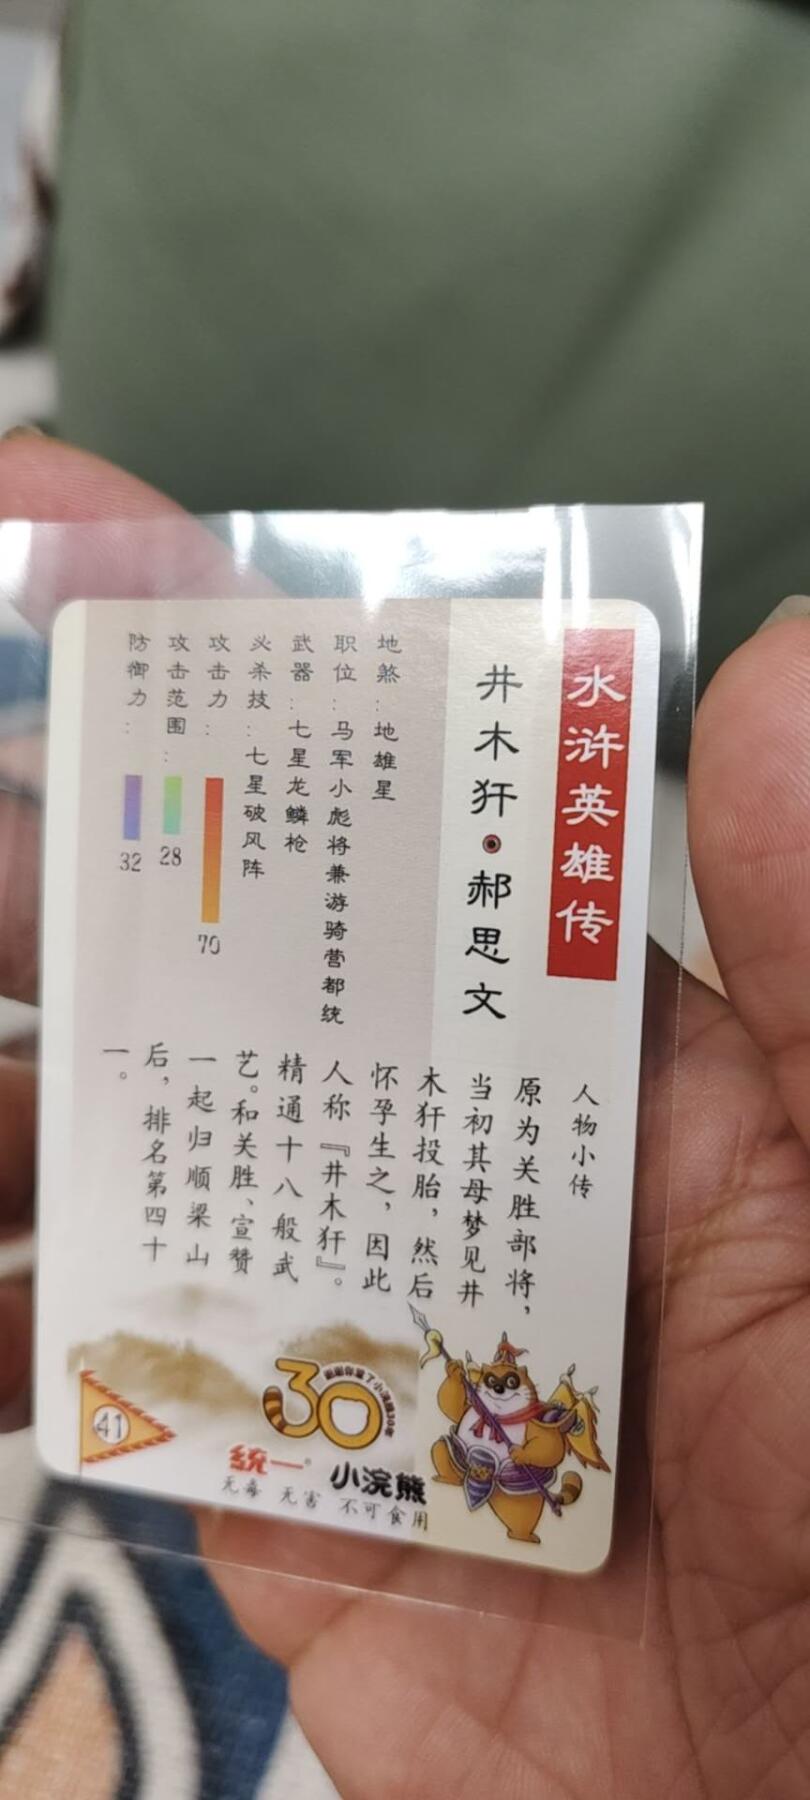 水浒英雄传
井木犴·郝思文
地煞：地雄星
职位：马军小彪将兼游骑营都统
武器：七星龙鳞枪
必杀技：七星破风阵
攻击力：70
攻击范围：28
防御力：32
人物小传
原为关胜部将，
当初其母梦见井
木犴投胎，然后
怀孕生之，因此
人称『井木犴』。
精通十八般武
艺。和关胜、宣赞
一起归顺梁山
后，排名第四十
一。
41
30
统一 小浣熊
无毒 无害 不可食用